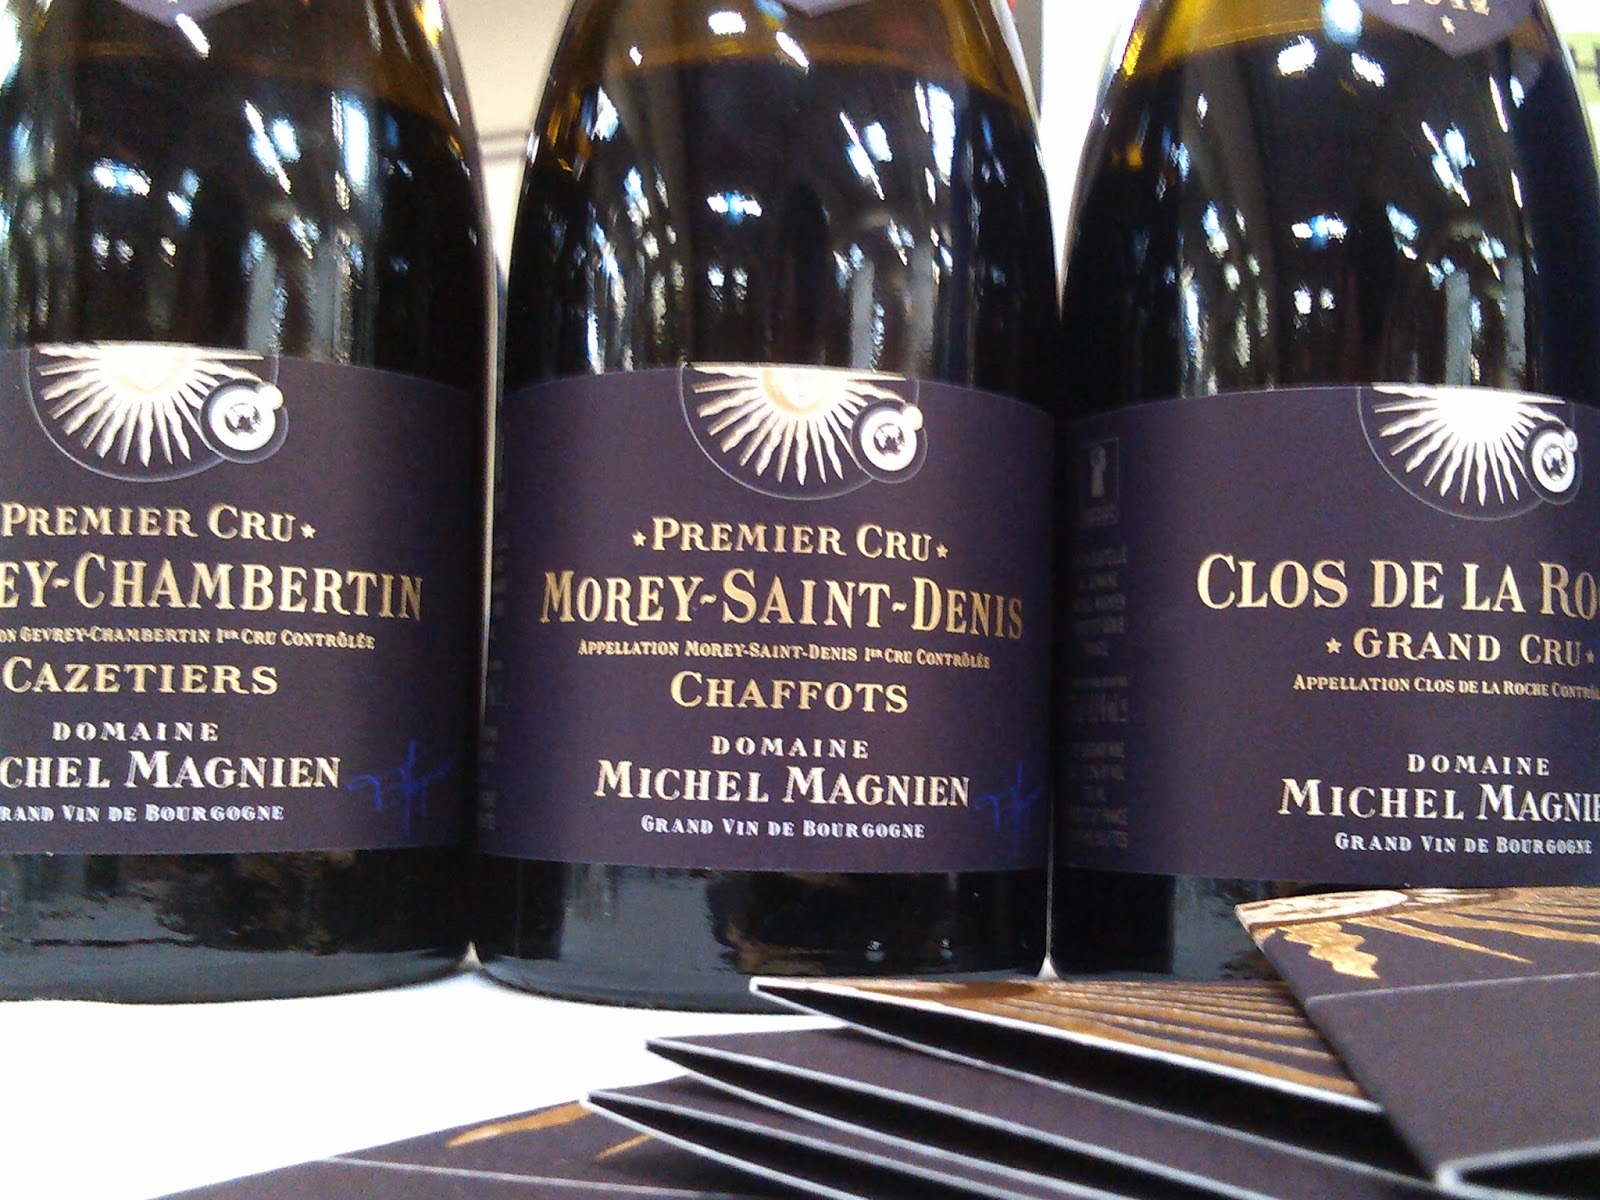 PREMIER CRU
EY-CHAMBERTIN
ON GEVREY-CHAMBERTIN 1ER CRU CONTRÔLÉE
CAZETIERS
DOMAINE
CHEL MAGNIEN
RAND VIN DE BOURGOGNE
PREMIER CRU
MOREY-SAINT-DENIS
APPELLATION MOREY-SAINT-DENIS 1ER CRU CONTRÔLÉE
CHAFFOTS
DOMAINE
MICHEL MAGNIEN
GRAND VIN DE BOURGOGNE
2012
CLOS DE LA RO
GRAND CRU
APPELLATION CLOS DE LA ROCHE CONTRÔL
DOMAINE
MICHEL MAGNIE
GRAND VIN DE BOURGOGNE